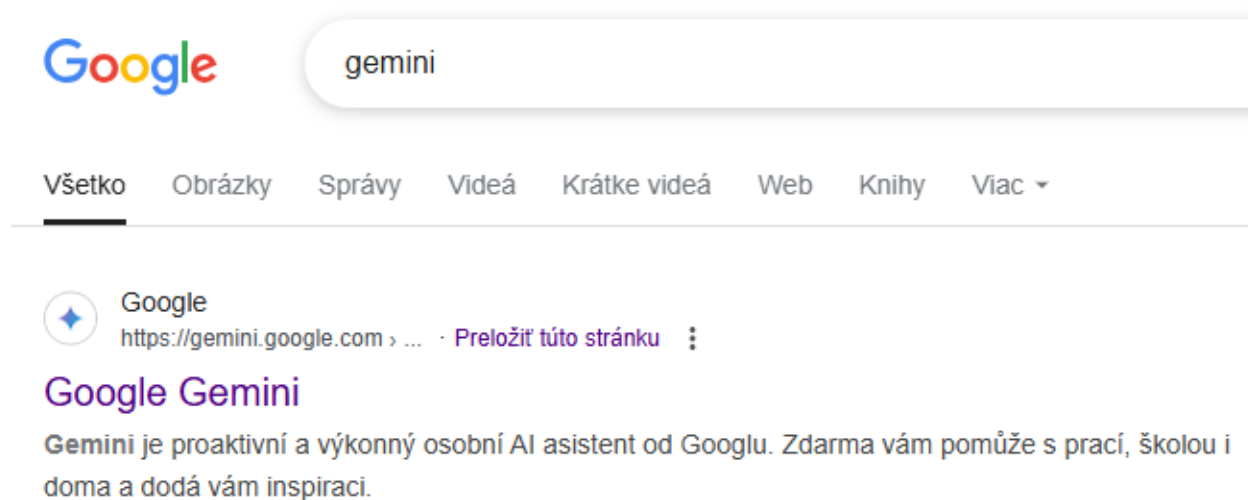 Google
gemini
Všetko Obrázky Správy Videá Krátke videá Web Knihy Viac
Google
https://gemini.google.com › ... · Preložiť túto stránku
Google Gemini
Gemini je proaktivní a výkonný osobní AI asistent od Googlu. Zdarma vám pomůže s prací, školou i
doma a dodá vám inspiraci.